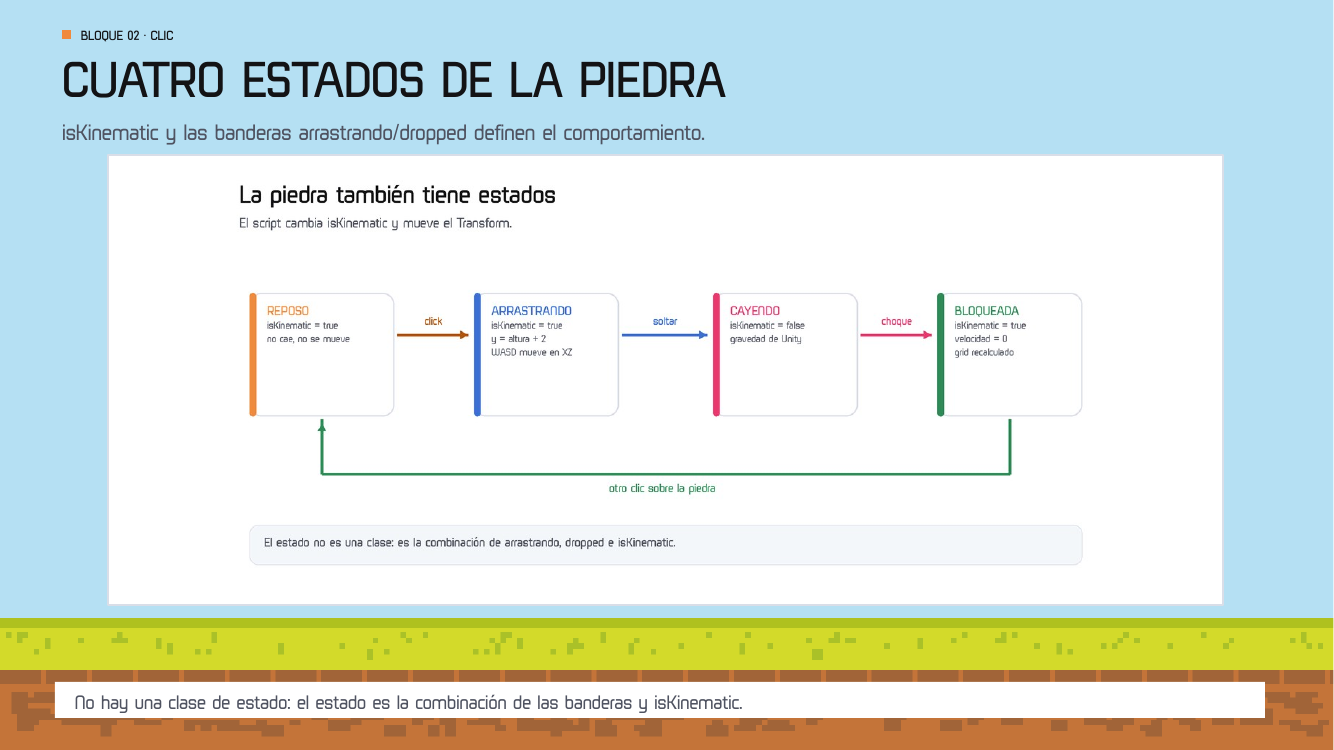 BLOQUE 02 · CLIC
CUATRO ESTADOS DE LA PIEDRA
isKinematic y las banderas arrastrando/dropped definen el comportamiento.
La piedra también tiene estados
El script cambia isKinematic y mueve el Transform.
REPOSO
isKinematic = true
no cae, no se mueve
click
ARRASTRANDO
isKinematic = true
y = altura + 2
WASD mueve en XZ
soltar
CAYENDO
isKinematic = false
gravedad de Unity
choque
BLOQUEADA
isKinematic = true
velocidad = 0
grid recalculado
otro clic sobre la piedra
El estado no es una clase: es la combinación de arrastrando, dropped e isKinematic.
No hay una clase de estado: el estado es la combinación de las banderas y isKinematic.